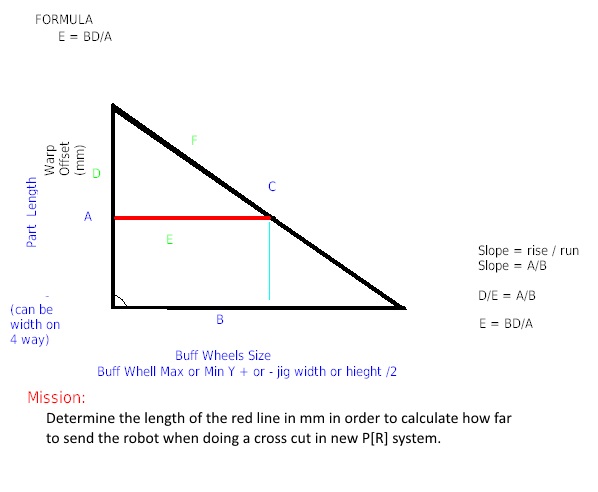 FORMULA
E = BD/A
Warp
Offset
(mm)
D
F
C
Part Length
A
E
Slope = rise / run
Slope = A/B
D/E = A/B
E = BD/A
(can be
width on
4 way)
B
Buff Wheels Size
Buff Whell Max or Min Y + or - jig width or hieght /2
Mission:
Determine the length of the red line in mm in order to calculate how far
to send the robot when doing a cross cut in new P[R] system.